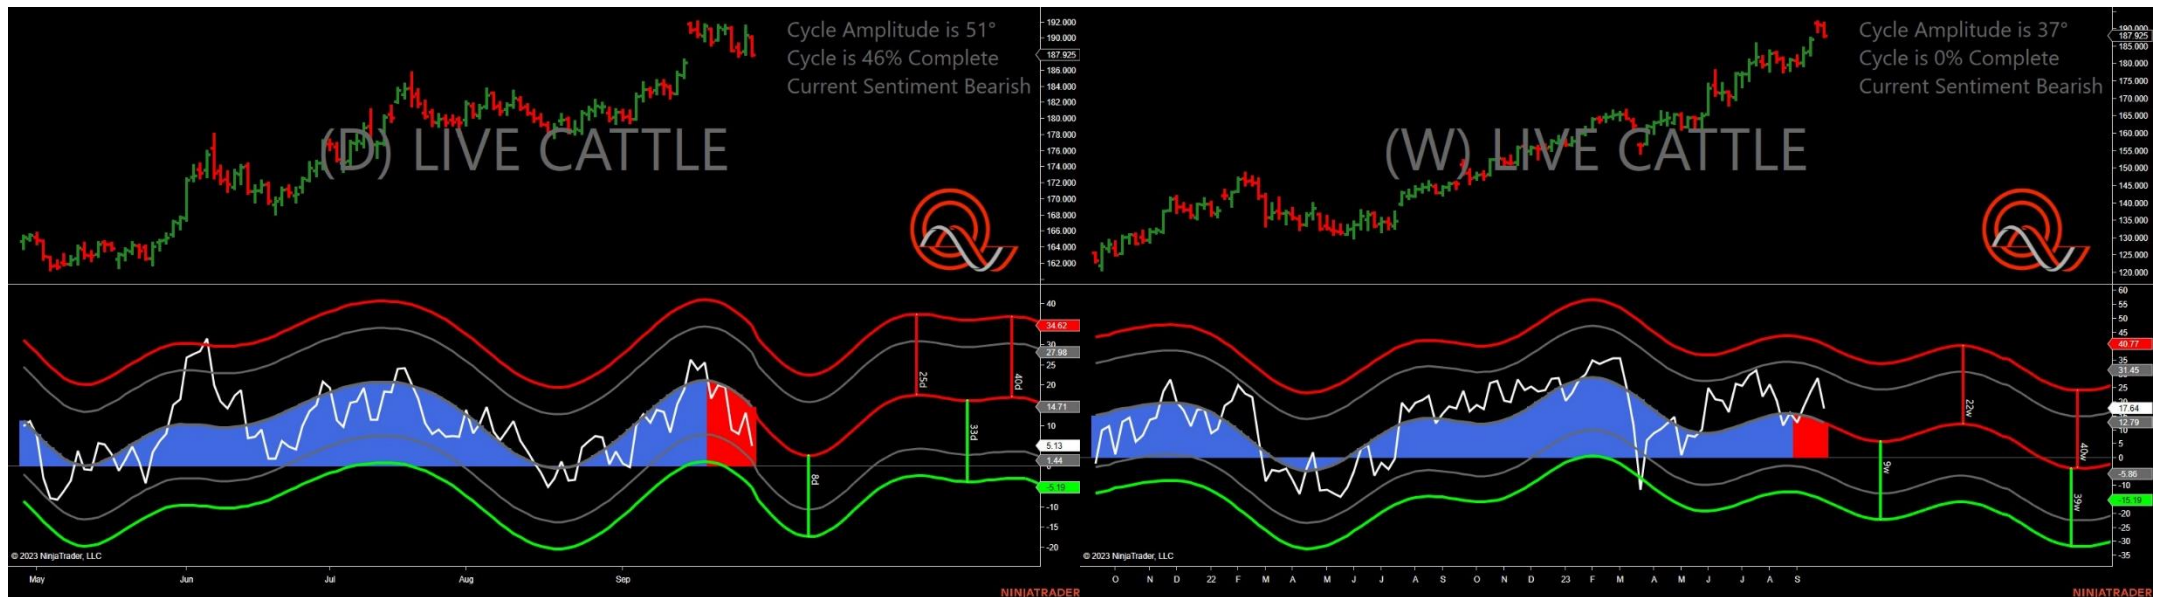 Cycle Amplitude is 51°
Cycle is 46% Complete
Current Sentiment Bearish
(D) LIVE CATTLE
192.000
190.000
187.925
186.000
184.000
182.000
180.000
178.000
176.000
174.000
172.000
170.000
168.000
166.000
164.000
162.000
40
34.62
30
27.98
25
20
14.71
10
5.13
1.44
-5.19
-10
-15
-20
25d
40d
33d
8d
© 2023 NinjaTrader, LLC
May Jun Jul Aug Sep
NINJATRADER
Cycle Amplitude is 37°
Cycle is 0% Complete
Current Sentiment Bearish
(W) LIVE CATTLE
190.000
187.925
185.000
180.000
175.000
170.000
165.000
160.000
155.000
150.000
145.000
140.000
135.000
130.000
125.000
120.000
60
55
50
45
40.77
35
31.45
25
17.64
12.79
5
0
-5.86
-10
-15.19
-20
-25
-30
-35
22w
40w
9w
39w
© 2023 NinjaTrader, LLC
O N D 22 F M A M J J A S O N D 23 F M A M J J A S
NINJATRADER